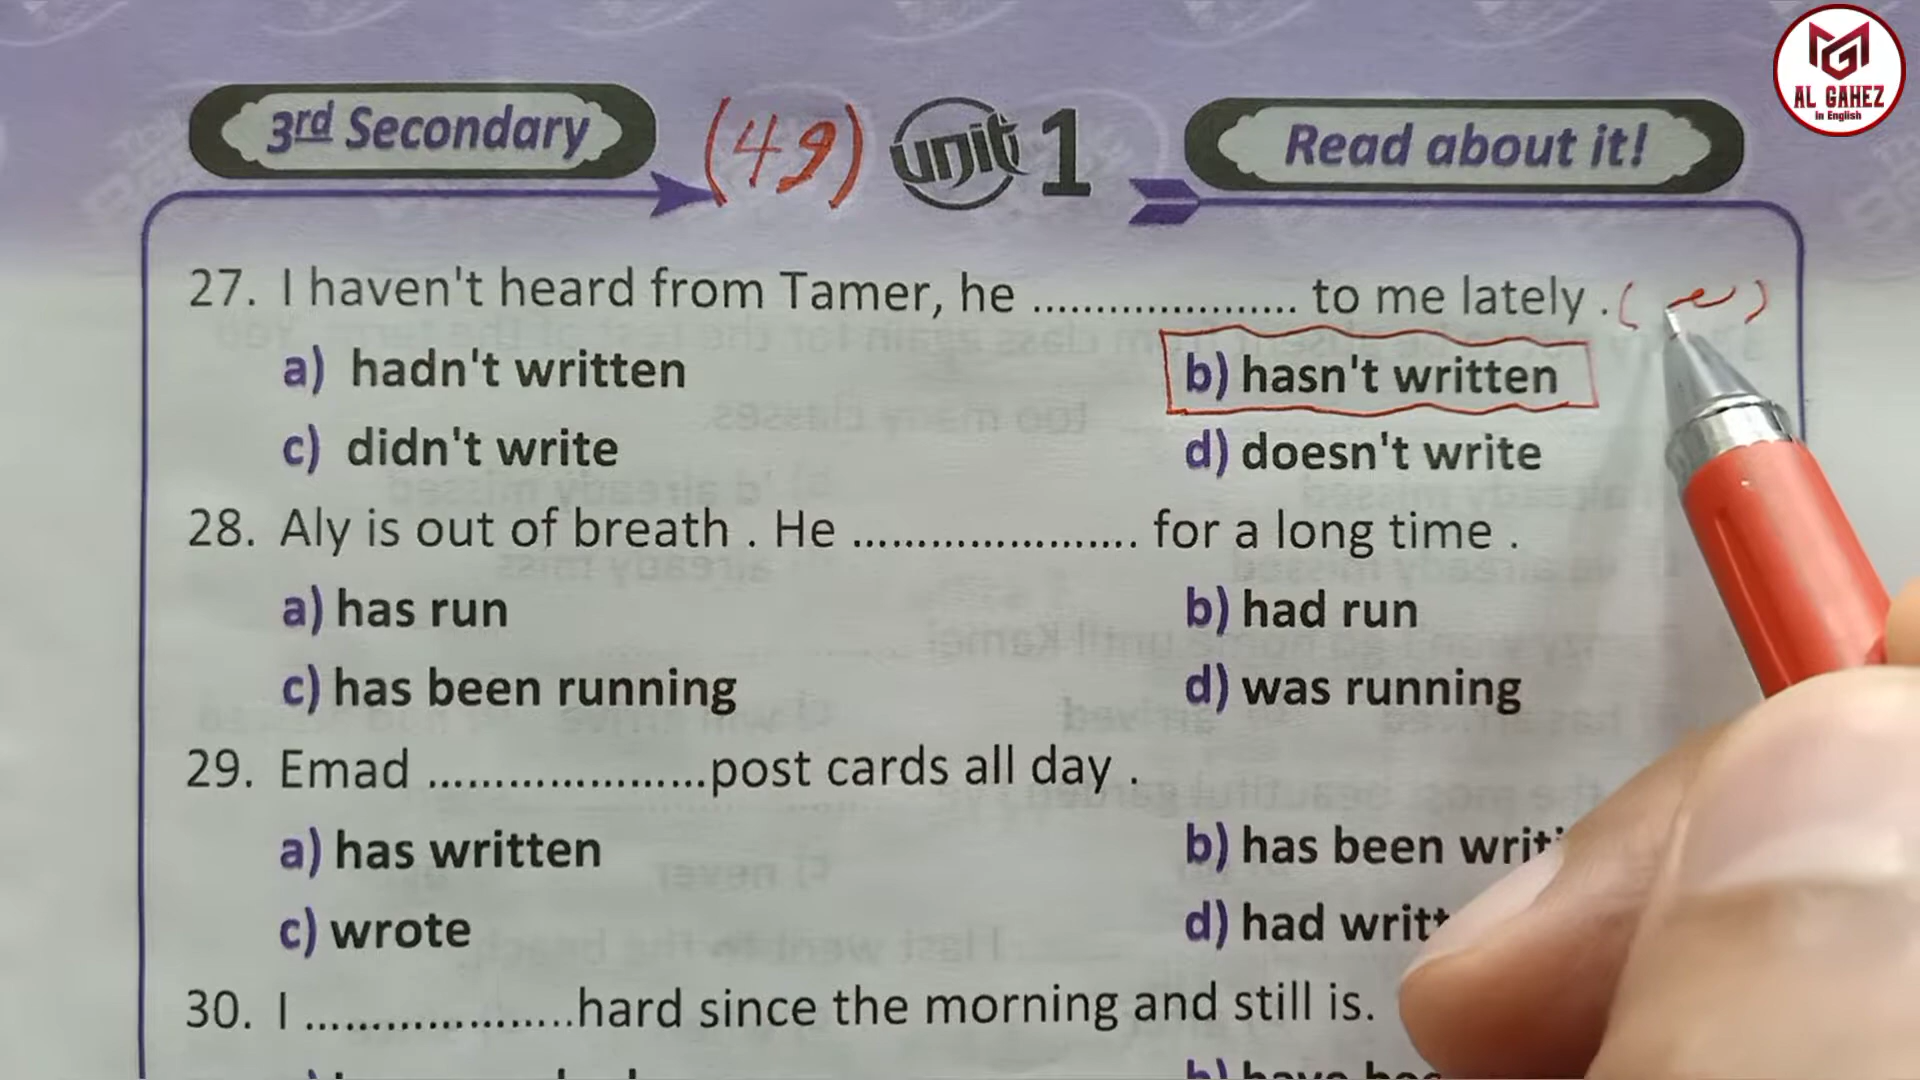 AL GAHEZ
In English
3rd Secondary (49) unit 1 Read about it!
27. I haven't heard from Tamer, he ..................... to me lately .
a) hadn't written b) hasn't written
c) didn't write d) doesn't write
28. Aly is out of breath . He ...................... for a long time .
a) has run b) had run
c) has been running d) was running
29. Emad .....................post cards all day .
a) has written b) has been
c) wrote d) had
30. I ....................hard since the morning and still is.